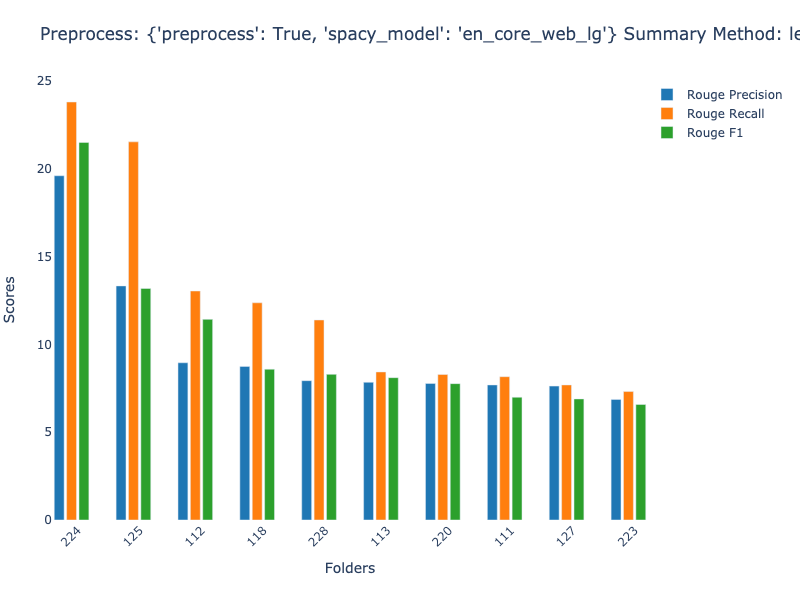 Preprocess: {'preprocess': True, 'spacy_model': 'en_core_web_lg'} Summary Method: le
25
20
15
10
5
0
Scores
Rouge Precision
Rouge Recall
Rouge F1
224 125 112 118 228 113 220 111 127 223
Folders